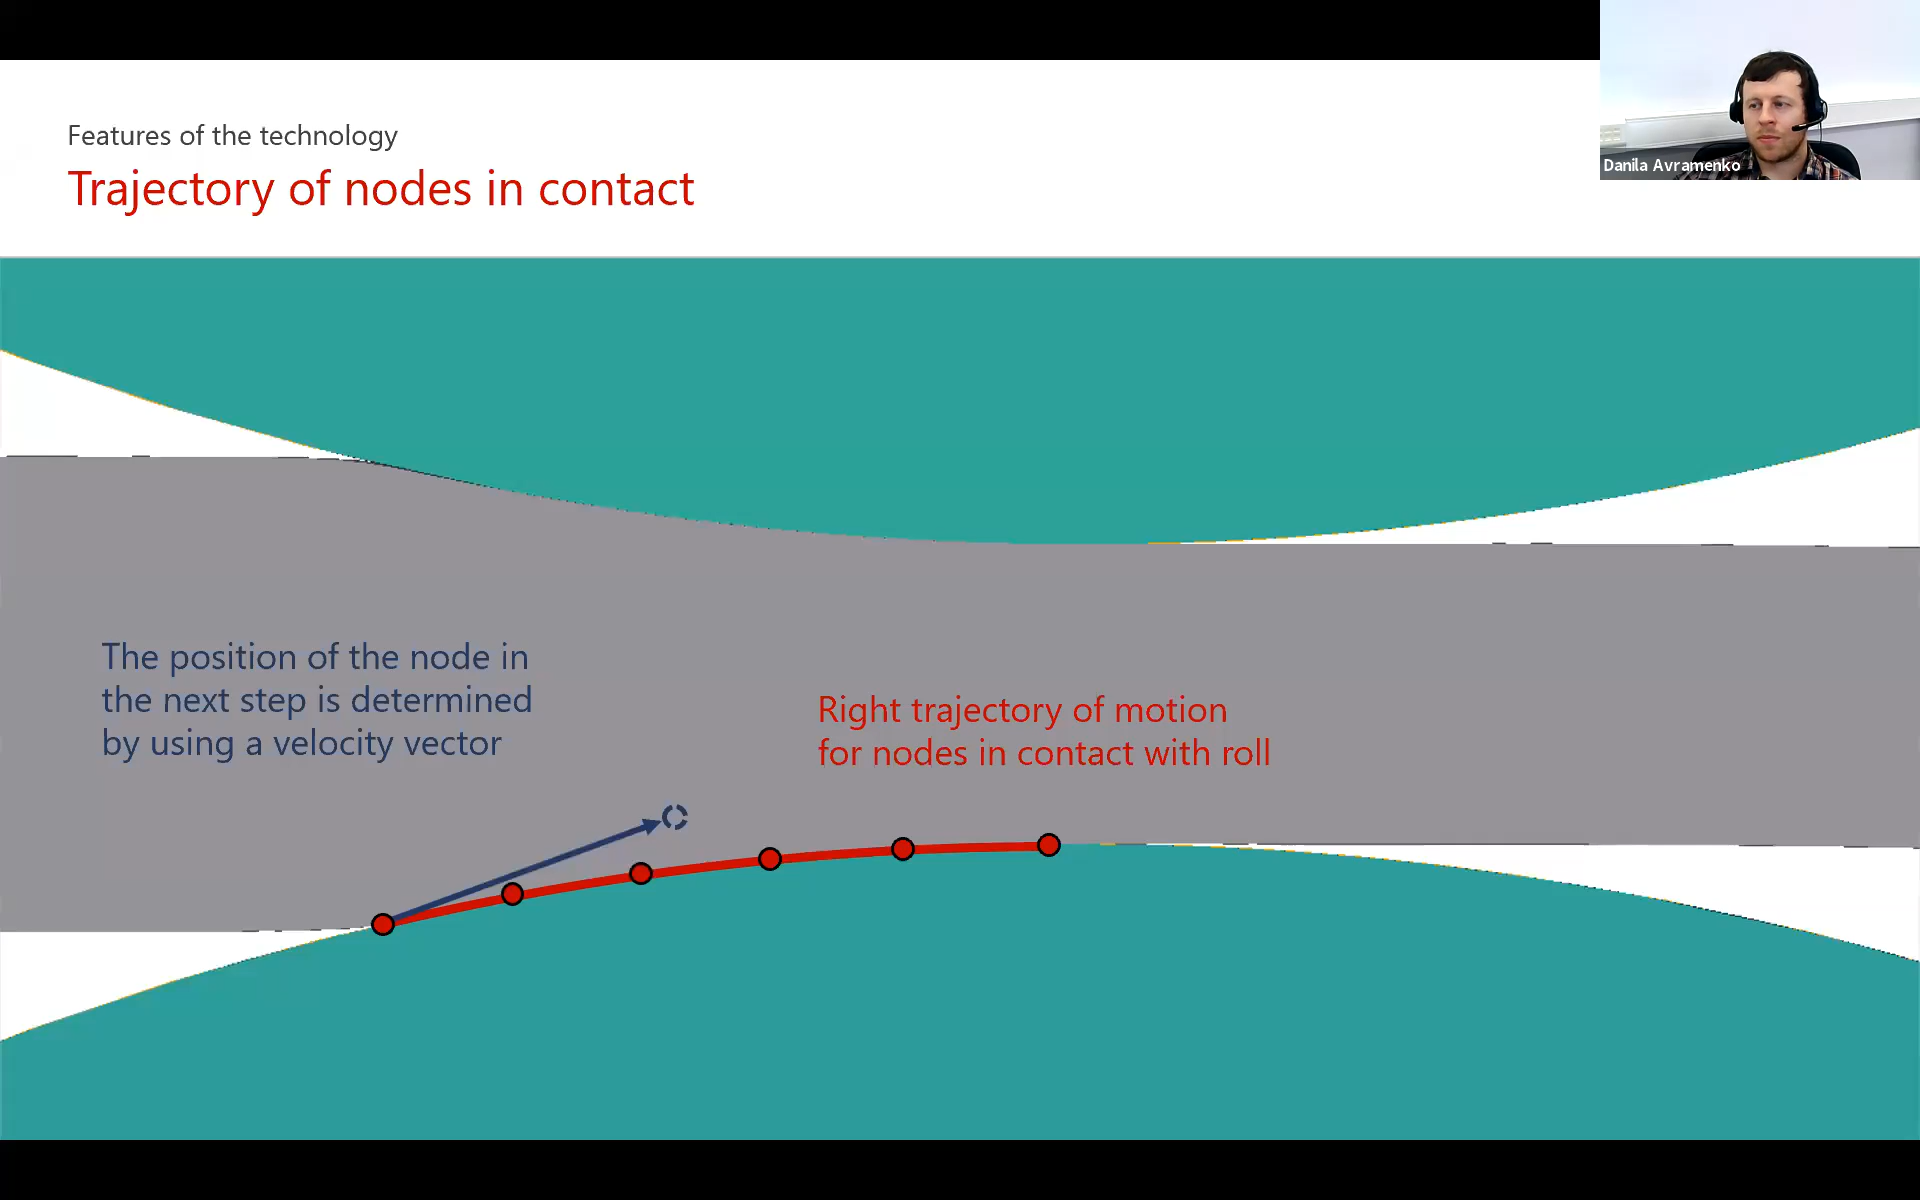 Features of the technology
Trajectory of nodes in contact
Danila Avramenko
The position of the node in
the next step is determined
by using a velocity vector
Right trajectory of motion
for nodes in contact with roll